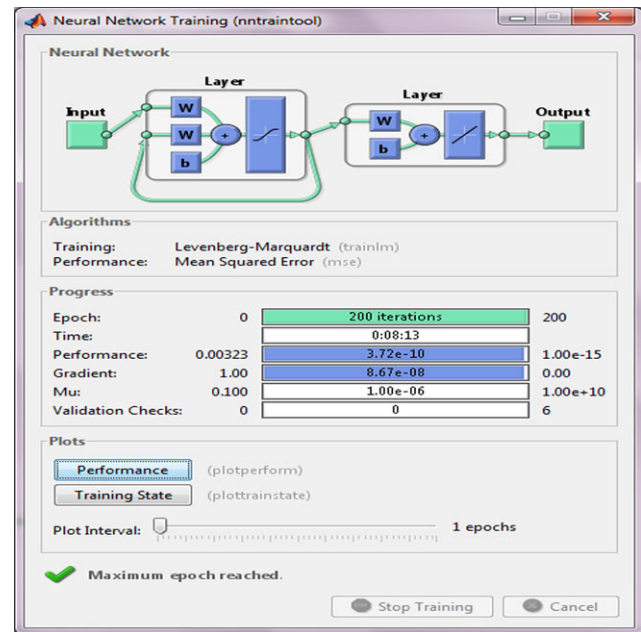 Neural Network Training (nntraintool)
Neural Network
Layer
Layer
Input
Output
W
W
b
+
W
b
+
Algorithms
Training: Levenberg-Marquardt (trainlm)
Performance: Mean Squared Error (mse)
Progress
Epoch: 0 200 iterations 200
Time: 0:08:13
Performance: 0.00323 3.72e-10 1.00e-15
Gradient: 1.00 8.67e-08 0.00
Mu: 0.100 1.00e-06 1.00e+10
Validation Checks: 0 0 6
Plots
Performance (plotperform)
Training State (plottrainstate)
Plot Interval: 1 epochs
Maximum epoch reached.
Stop Training Cancel